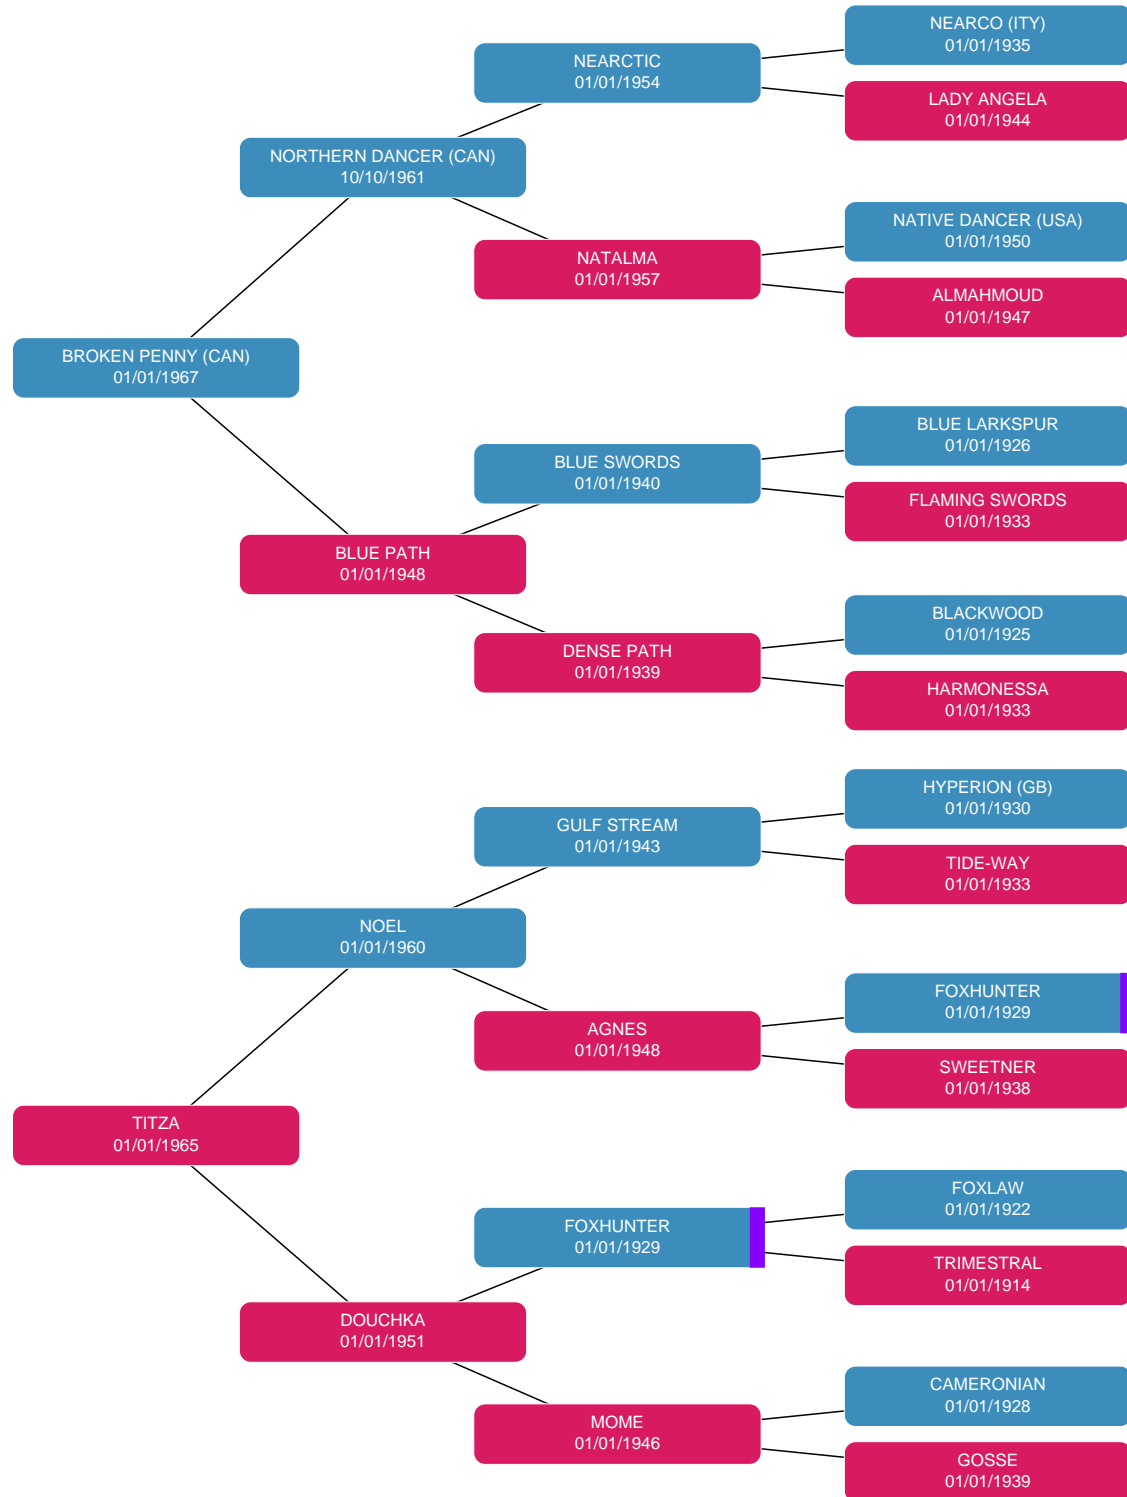 NEARCO (ITY)
01/01/1935
NEARCTIC
01/01/1954
LADY ANGELA
01/01/1944
NORTHERN DANCER (CAN)
10/10/1961
NATIVE DANCER (USA)
01/01/1950
NATALMA
01/01/1957
ALMAHMOUD
01/01/1947
BROKEN PENNY (CAN)
01/01/1967
BLUE LARKSPUR
01/01/1926
BLUE SWORDS
01/01/1940
FLAMING SWORDS
01/01/1933
BLUE PATH
01/01/1948
BLACKWOOD
01/01/1925
DENSE PATH
01/01/1939
HARMONESSA
01/01/1933
HYPERION (GB)
01/01/1930
GULF STREAM
01/01/1943
TIDE-WAY
01/01/1933
NOEL
01/01/1960
FOXHUNTER
01/01/1929
AGNES
01/01/1948
SWEETNER
01/01/1938
TITZA
01/01/1965
FOXLAW
01/01/1922
FOXHUNTER
01/01/1929
TRIMESTRAL
01/01/1914
DOUCHKA
01/01/1951
CAMERONIAN
01/01/1928
MOME
01/01/1946
GOSSE
01/01/1939